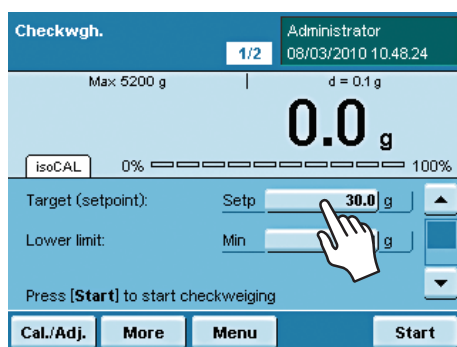 Checkwgh.
1/2
Administrator
08/03/2010 10.48.24
Max 5200 g
d = 0.1 g
0.0 g
isoCAL 0% 100%
Target (setpoint): Setp 30.0 g
Lower limit: Min g
Press [Start] to start checkweiging
Cal./Adj. More Menu Start